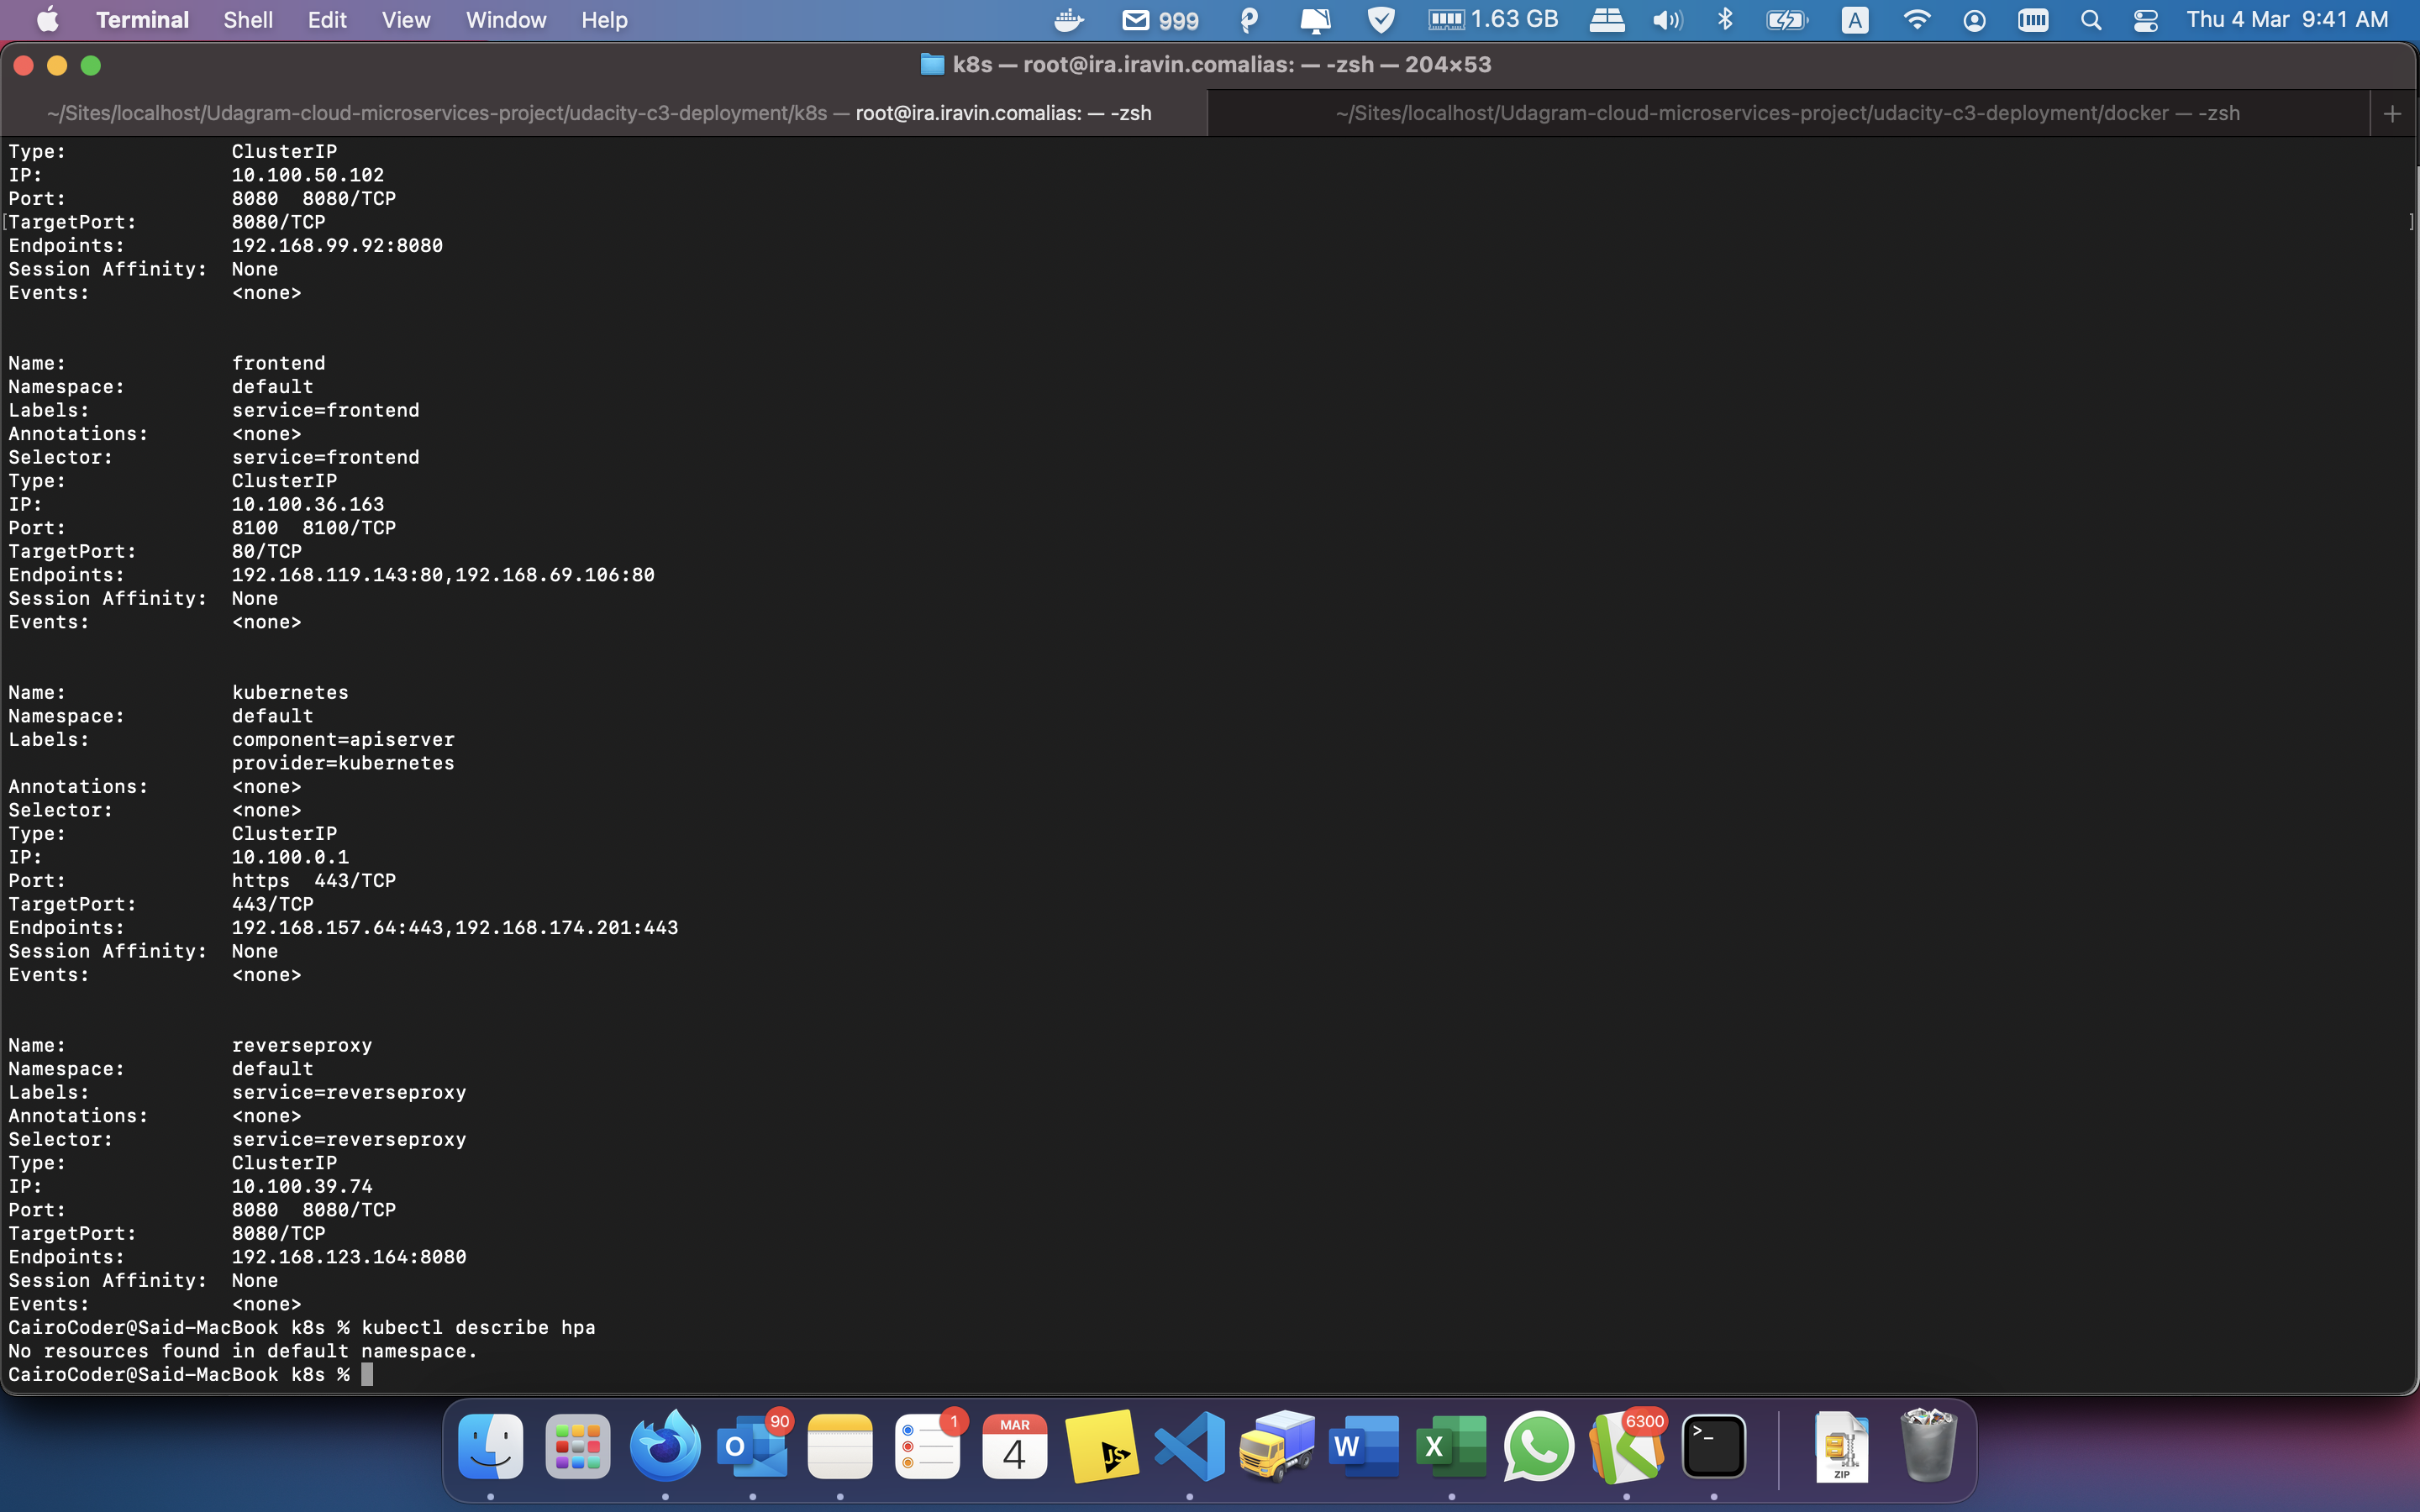 Terminal Shell Edit View Window Help 999 1.63 GB A Thu 4 Mar 9:41 AM
k8s — root@ira.iravin.comalias: — -zsh — 204×53
~/Sites/localhost/Udagram-cloud-microservices-project/udacity-c3-deployment/k8s — root@ira.iravin.comalias: — -zsh ~/Sites/localhost/Udagram-cloud-microservices-project/udacity-c3-deployment/docker — -zsh +
Type: ClusterIP
IP: 10.100.50.102
Port: 8080 8080/TCP
[TargetPort: 8080/TCP ]
Endpoints: 192.168.99.92:8080
Session Affinity: None
Events: <none>
Name: frontend
Namespace: default
Labels: service=frontend
Annotations: <none>
Selector: service=frontend
Type: ClusterIP
IP: 10.100.36.163
Port: 8100 8100/TCP
TargetPort: 80/TCP
Endpoints: 192.168.119.143:80,192.168.69.106:80
Session Affinity: None
Events: <none>
Name: kubernetes
Namespace: default
Labels: component=apiserver
provider=kubernetes
Annotations: <none>
Selector: <none>
Type: ClusterIP
IP: 10.100.0.1
Port: https 443/TCP
TargetPort: 443/TCP
Endpoints: 192.168.157.64:443,192.168.174.201:443
Session Affinity: None
Events: <none>
Name: reverseproxy
Namespace: default
Labels: service=reverseproxy
Annotations: <none>
Selector: service=reverseproxy
Type: ClusterIP
IP: 10.100.39.74
Port: 8080 8080/TCP
TargetPort: 8080/TCP
Endpoints: 192.168.123.164:8080
Session Affinity: None
Events: <none>
CairoCoder@Said-MacBook k8s % kubectl describe hpa
No resources found in default namespace.
CairoCoder@Said-MacBook k8s %
90 1 6300
MAR
4
O JS W X >_
ZIP